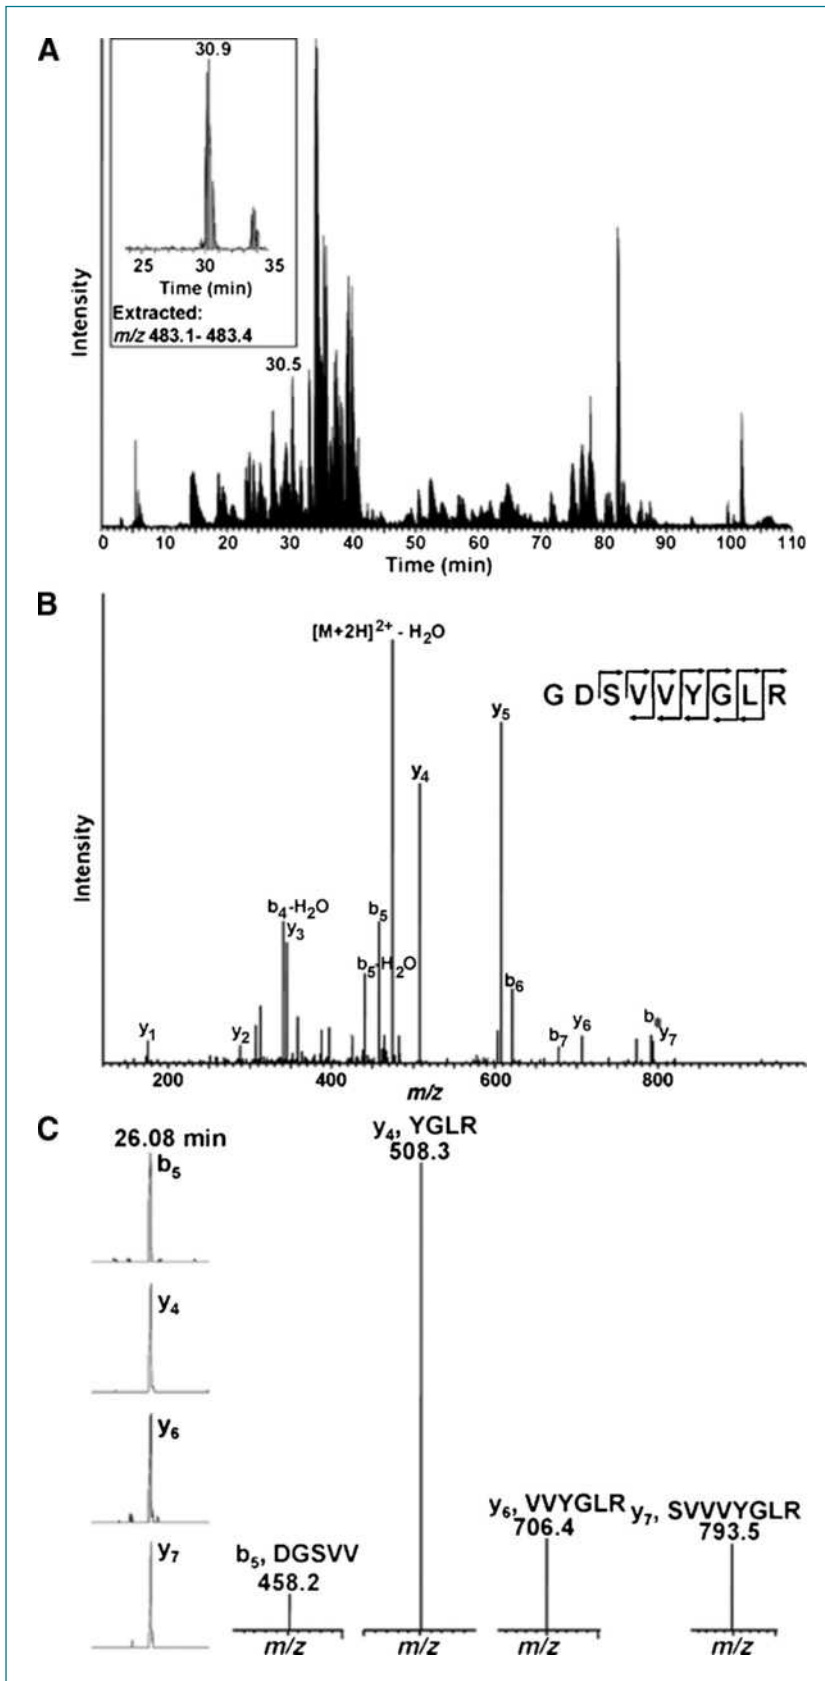 A
30.9
25 30 35
Time (min)
Extracted:
m/z 483.1- 483.4
30.5
Intensity
0 10 20 30 40 50 60 70 80 90 100 110
Time (min)
B
[M+2H]2+ - H2O
G D S V V Y G L R
y5
y4
b4-H2O
y3
b5
b5-H2O
b6
y1
y2
b7
y6
b
y7
Intensity
200 400 600 800
m/z
C
26.08 min
b5
y4, YGLR
508.3
y4
y6
y6, VVYGLR
706.4
y7, SVVVYGLR
793.5
y7
b5, DGSVV
458.2
m/z m/z m/z m/z